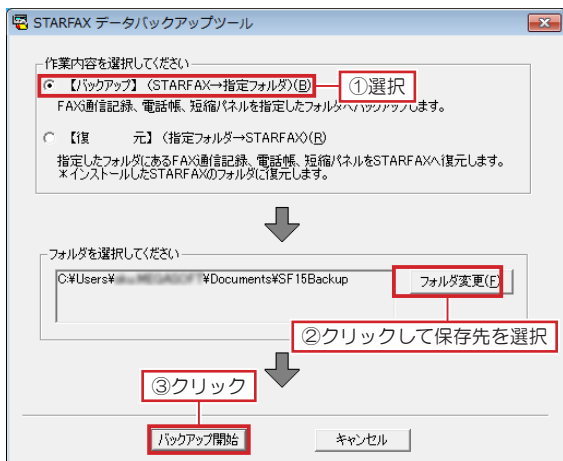 STARFAX データバックアップツール
作業内容を選択してください
【バックアップ】(STARFAX→指定フォルダ)(B)
①選択
FAX通信記録、電話帳、短縮パネルを指定したフォルダへバックアップします。
【復 元】(指定フォルダ→STARFAX)(R)
指定したフォルダにあるFAX通信記録、電話帳、短縮パネルをSTARFAXへ復元します。
＊インストールしたSTARFAXのフォルダに復元します。
フォルダを選択してください
C:¥Users¥ ¥Documents¥SF15Backup
フォルダ変更(F)
②クリックして保存先を選択
③クリック
バックアップ開始
キャンセル